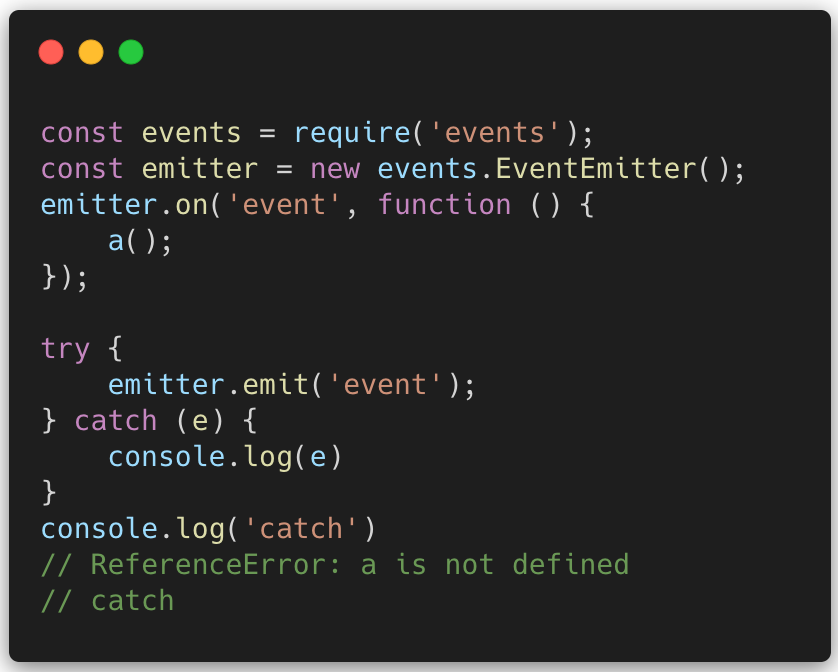 const events = require('events');
const emitter = new events.EventEmitter();
emitter.on('event', function () {
    a();
});

try {
    emitter.emit('event');
} catch (e) {
    console.log(e)
}
console.log('catch')
// ReferenceError: a is not defined
// catch